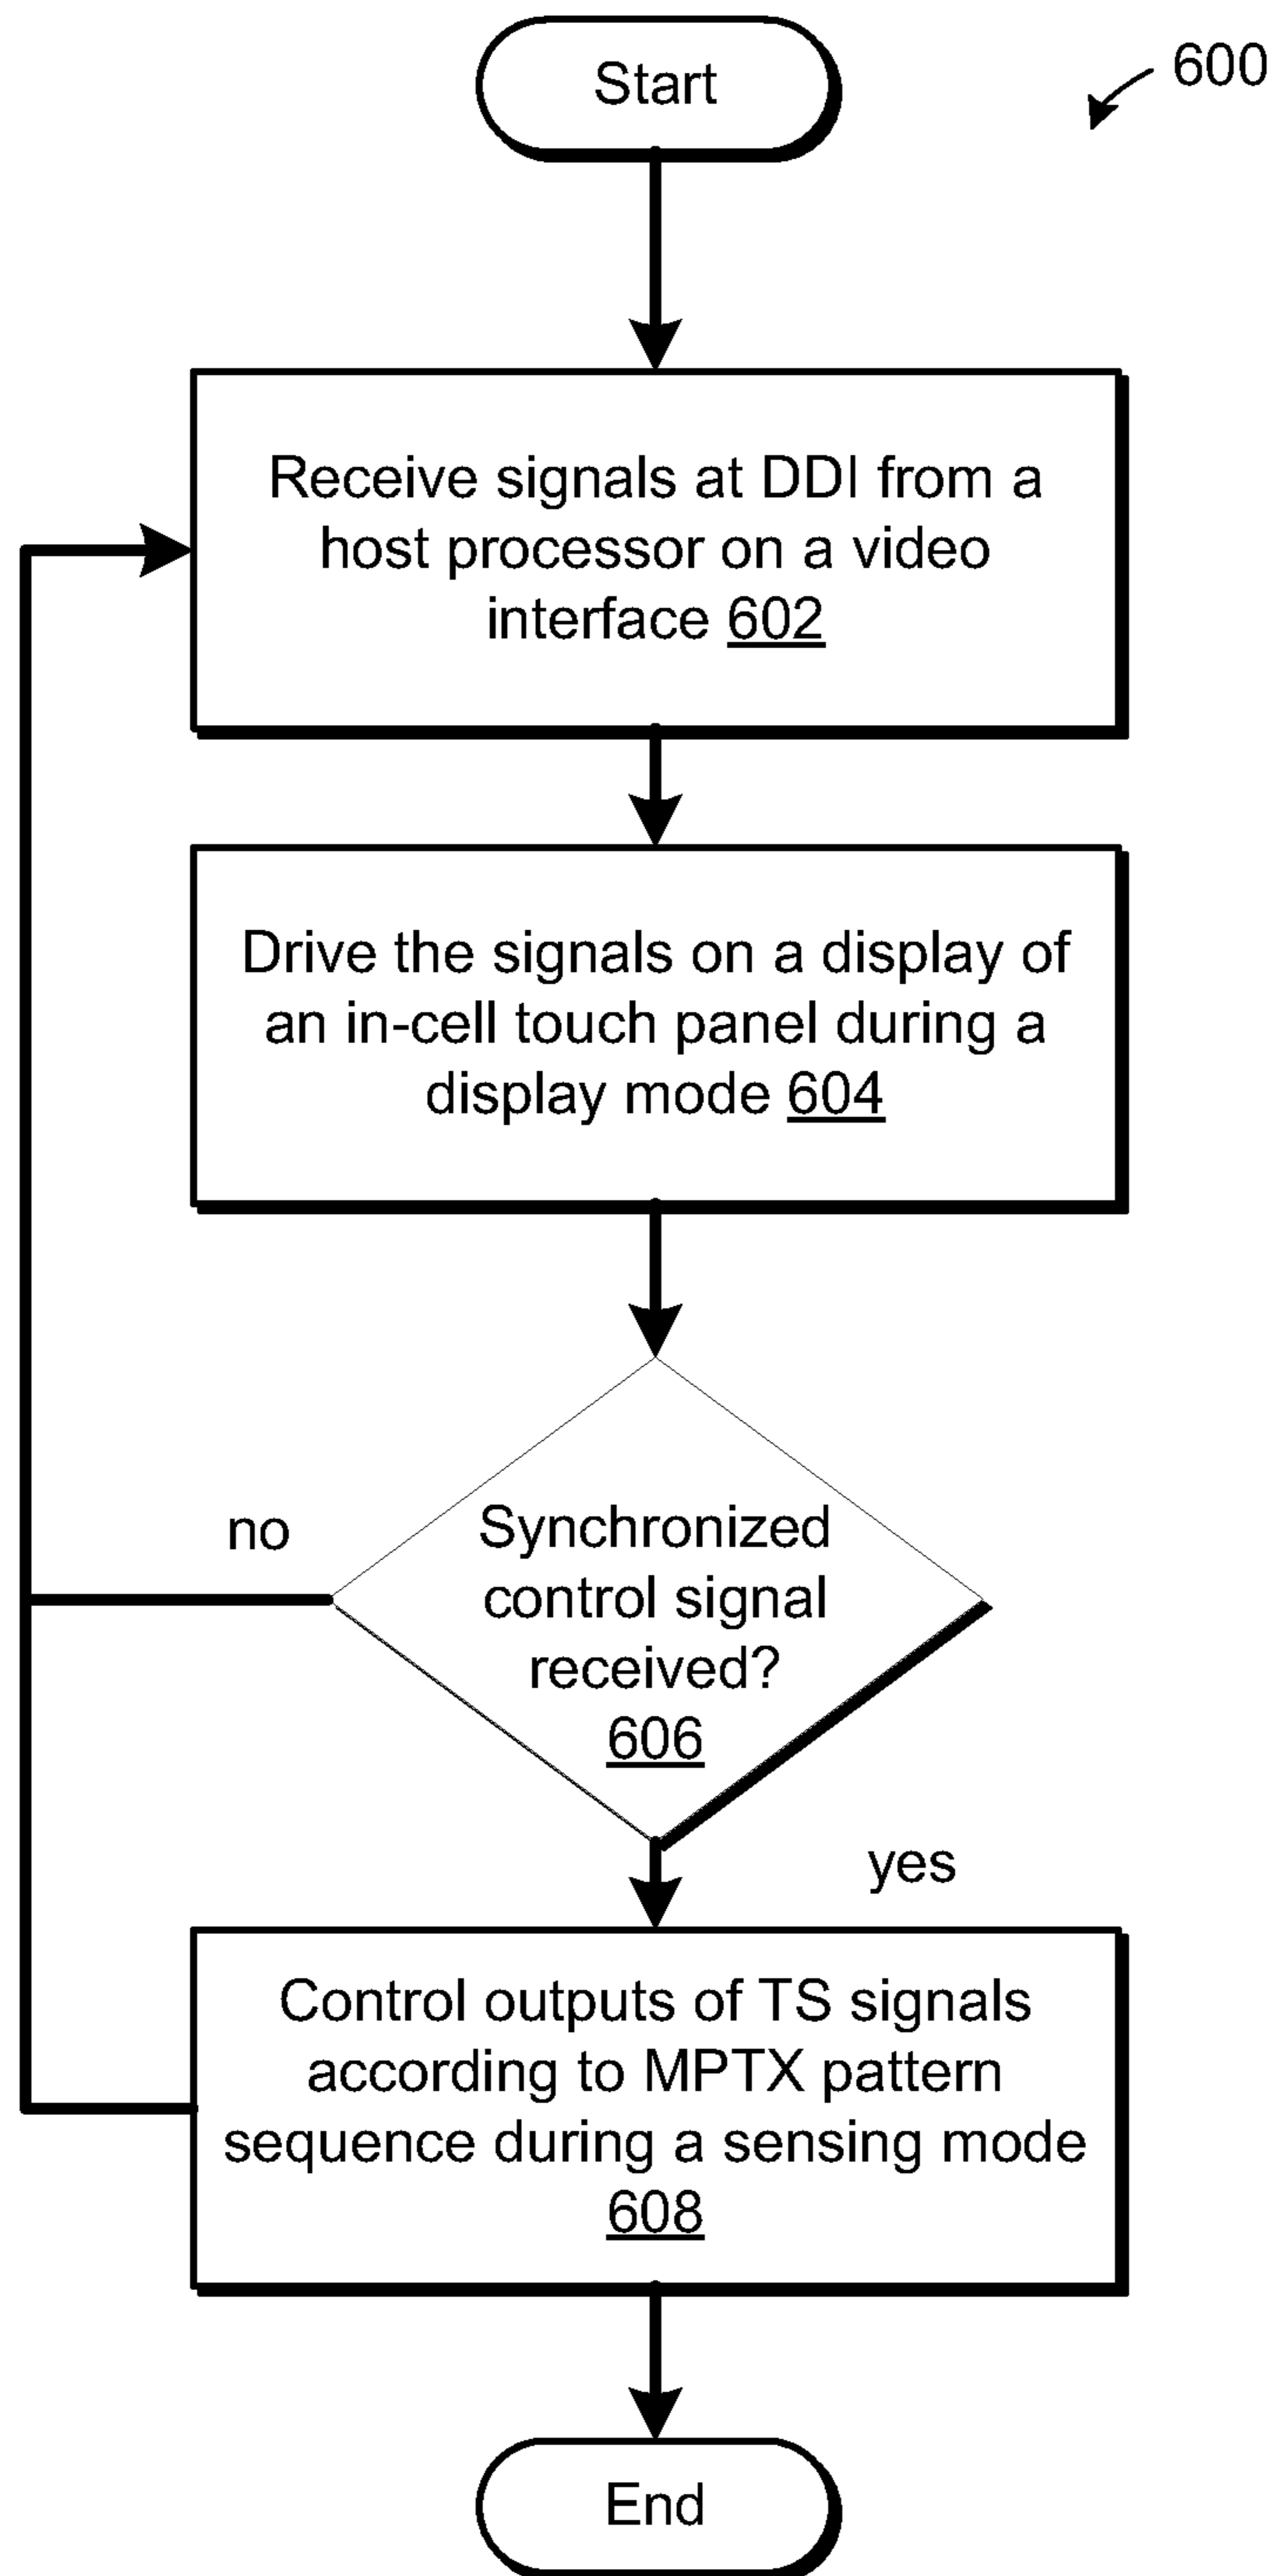 Start
600
Receive signals at DDI from a
host processor on a video
interface 602
Drive the signals on a display of
an in-cell touch panel during a
display mode 604
no
Synchronized
control signal
received?
606
yes
Control outputs of TS signals
according to MPTX pattern
sequence during a sensing mode
608
End